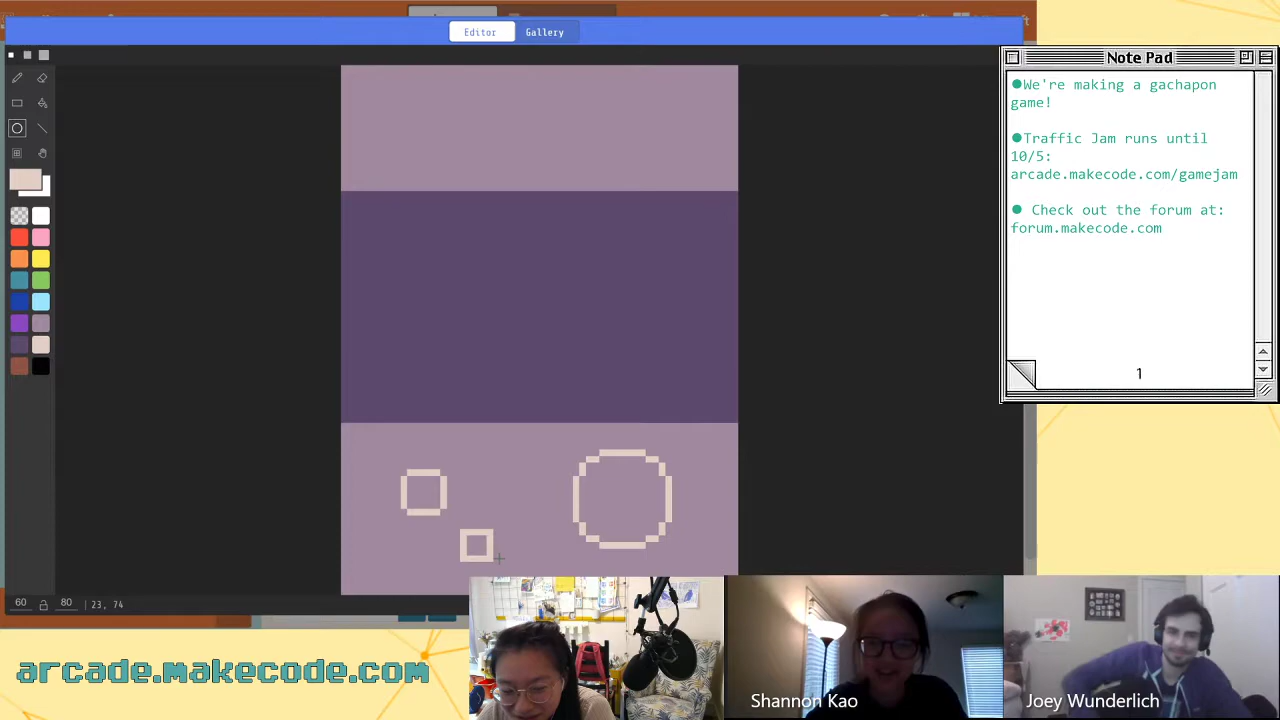 Editor
Gallery
Note Pad
●We're making a gachapon
game!
●Traffic Jam runs until
10/5:
arcade.makecode.com/gamejam
● Check out the forum at:
forum.makecode.com
1
60
80
23, 74
arcade.makecode.com
Shannon Kao
Joey Wunderlich